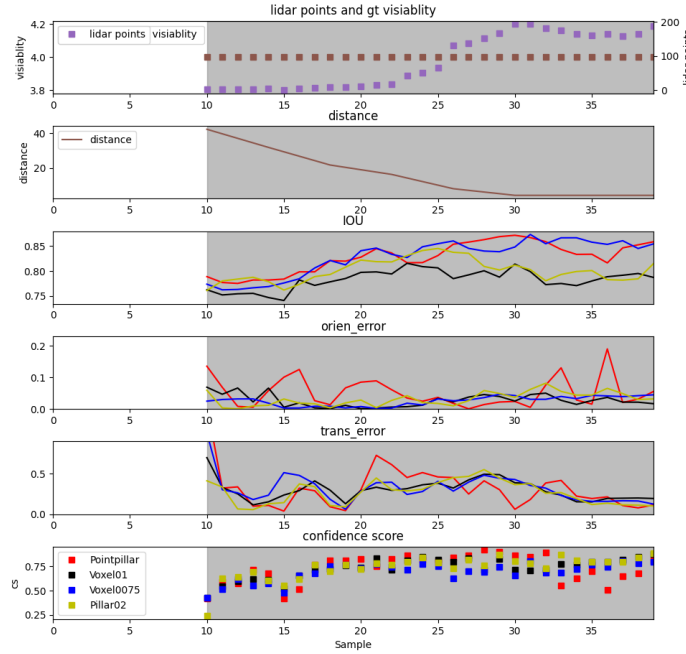 lidar points and gt visiablity
4.2
4.0
3.8
visiablity
lidar points visiablity
200
100
0
0 5 10 15 20 25 30 35
distance
40
20
distance
distance
0 5 10 15 20 25 30 35
IOU
0.85
0.80
0.75
0 5 10 15 20 25 30 35
orien_error
0.2
0.1
0.0
0 5 10 15 20 25 30 35
trans_error
0.5
0.0
0 5 10 15 20 25 30 35
confidence score
0.75
0.50
0.25
cs
Pointpillar
Voxel01
Voxel0075
Pillar02
0 5 10 15 20 25 30 35
Sample